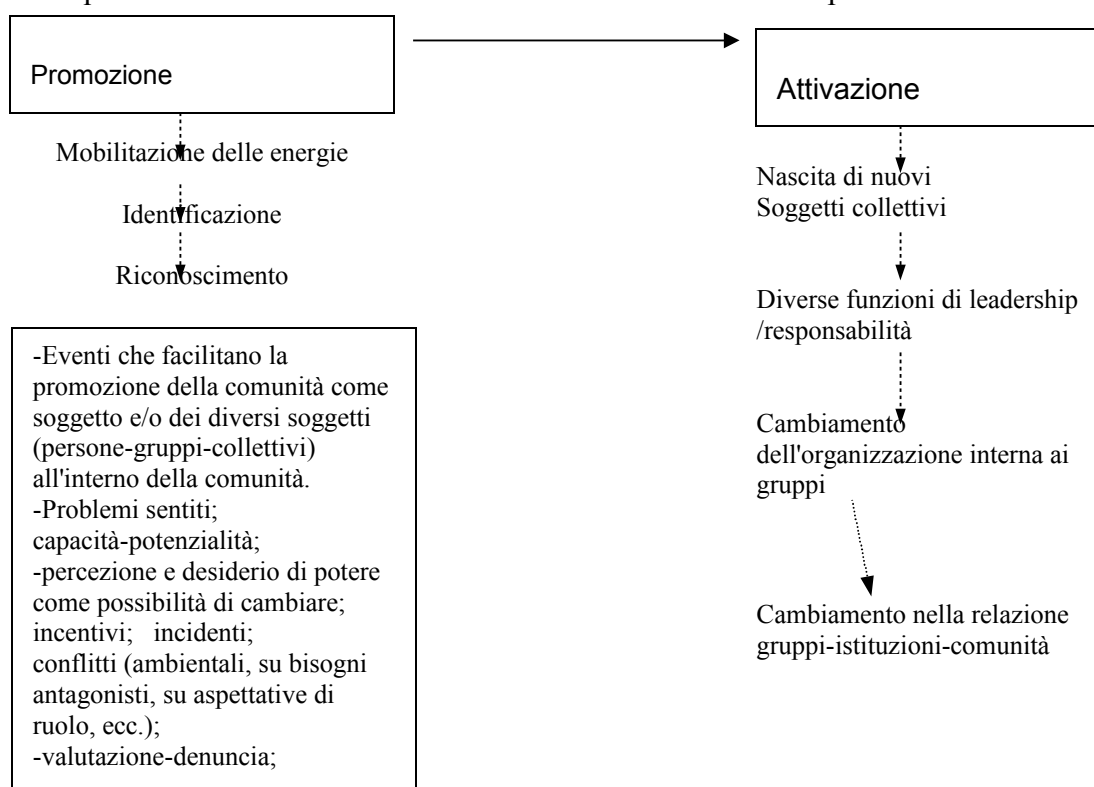 Promozione
Mobilitazione delle energie
Identificazione
Riconoscimento
-Eventi che facilitano la
promozione della comunità come
soggetto e/o dei diversi soggetti
(persone-gruppi-collettivi)
all'interno della comunità.
-Problemi sentiti;
capacità-potenzialità;
-percezione e desiderio di potere
come possibilità di cambiare;
incentivi; incidenti;
conflitti (ambientali, su bisogni
antagonisti, su aspettative di
ruolo, ecc.);
-valutazione-denuncia;
Attivazione
Nascita di nuovi
Soggetti collettivi
Diverse funzioni di leadership
/responsabilità
Cambiamento
dell'organizzazione interna ai
gruppi
Cambiamento nella relazione
gruppi-istituzioni-comunità